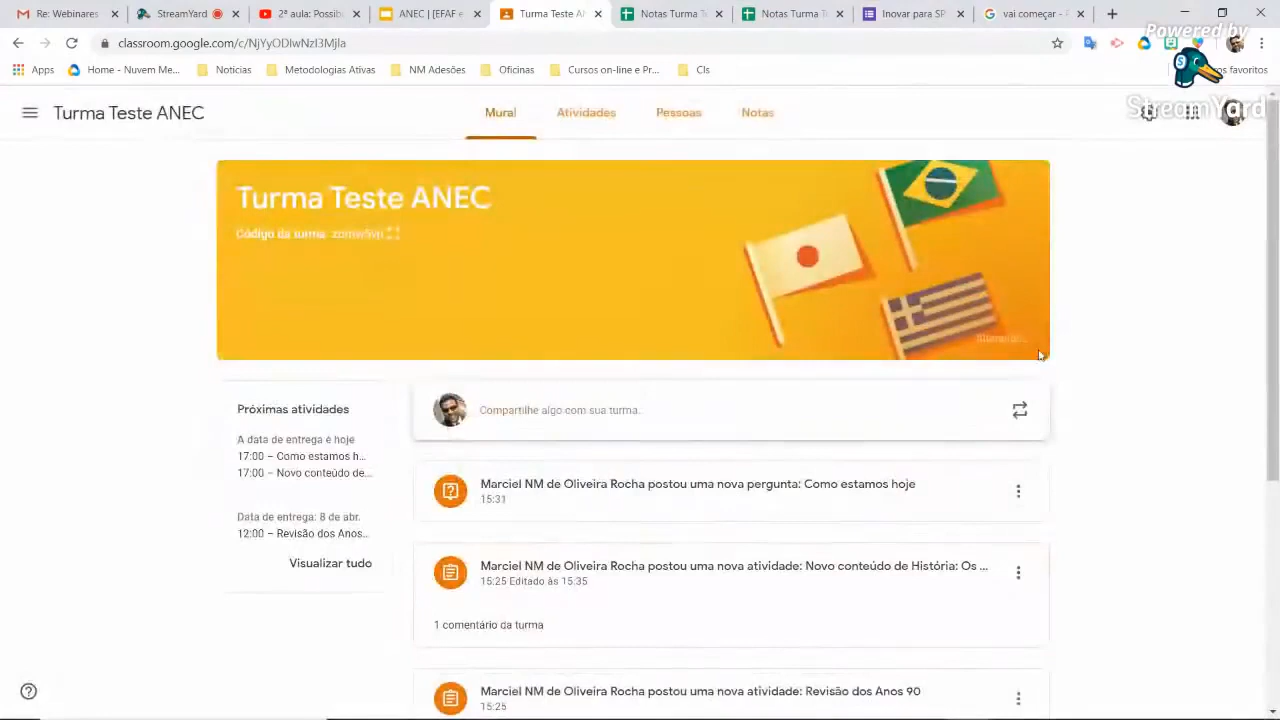 M Webinares
StreamYard
2ª aula: Possib
ANEC | [EFAF e
Turma Teste AN
Notas Turma T
Notas Turma
Inovar para S
vai começar - P
classroom.google.com/c/
Powered by
StreamYard
Apps
Home - Nuvem Me...
Notícias
Metodologias Ativas
NM Adesões
Oficinas
Cursos on-line e Pr...
CIs
os favoritos
Turma Teste ANEC
Mural
Atividades
Pessoas
Notas
Turma Teste ANEC
Código da turma
Próximas atividades
A data de entrega é hoje
17:00 – Como estamos h...
17:00 – Novo conteúdo de...
Data de entrega: 8 de abr.
12:00 – Revisão dos Anos...
Visualizar tudo
Compartilhe algo com sua turma...
Marciel NM de Oliveira Rocha postou uma nova pergunta: Como estamos hoje
15:31
Marciel NM de Oliveira Rocha postou uma nova atividade: Novo conteúdo de História: Os ...
15:25 Editado às 15:35
1 comentário da turma
Marciel NM de Oliveira Rocha postou uma nova atividade: Revisão dos Anos 90
15:25